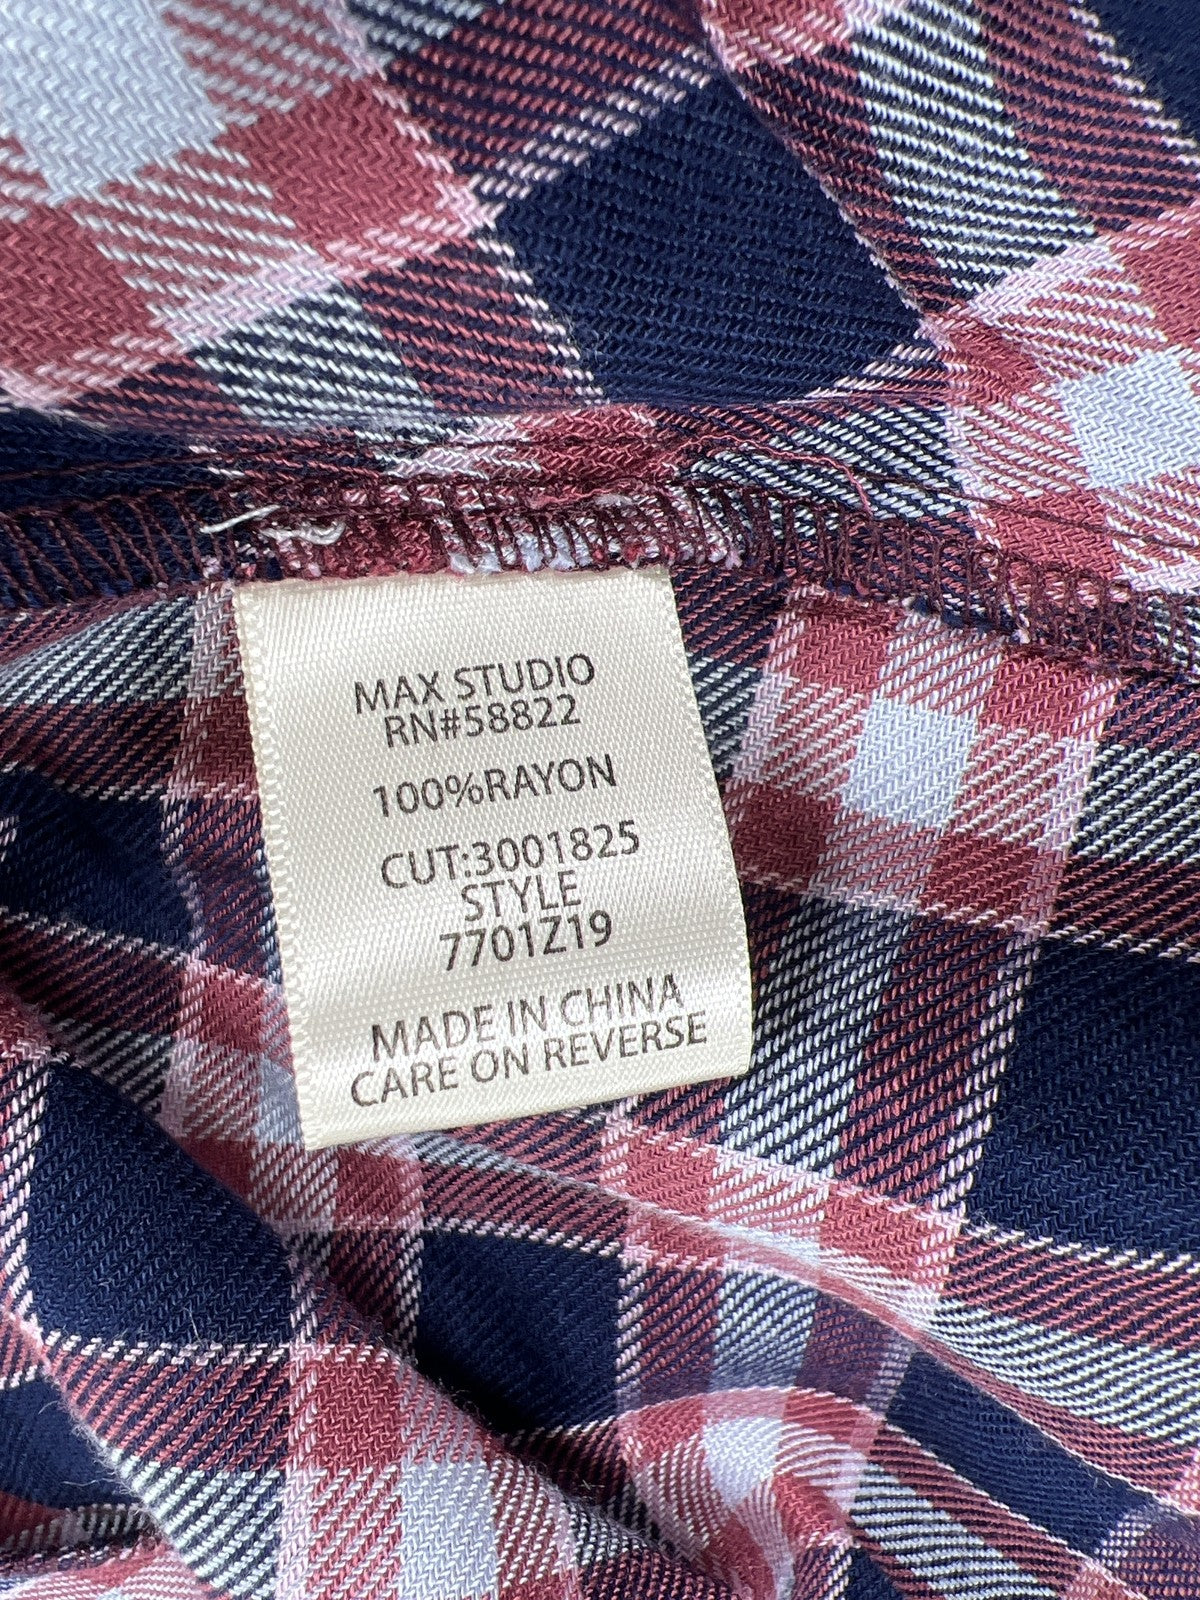 MAX STUDIO
RN#58822
100%RAYON
CUT:3001825
STYLE
7701Z19
MADE IN CHINA
CARE ON REVERSE